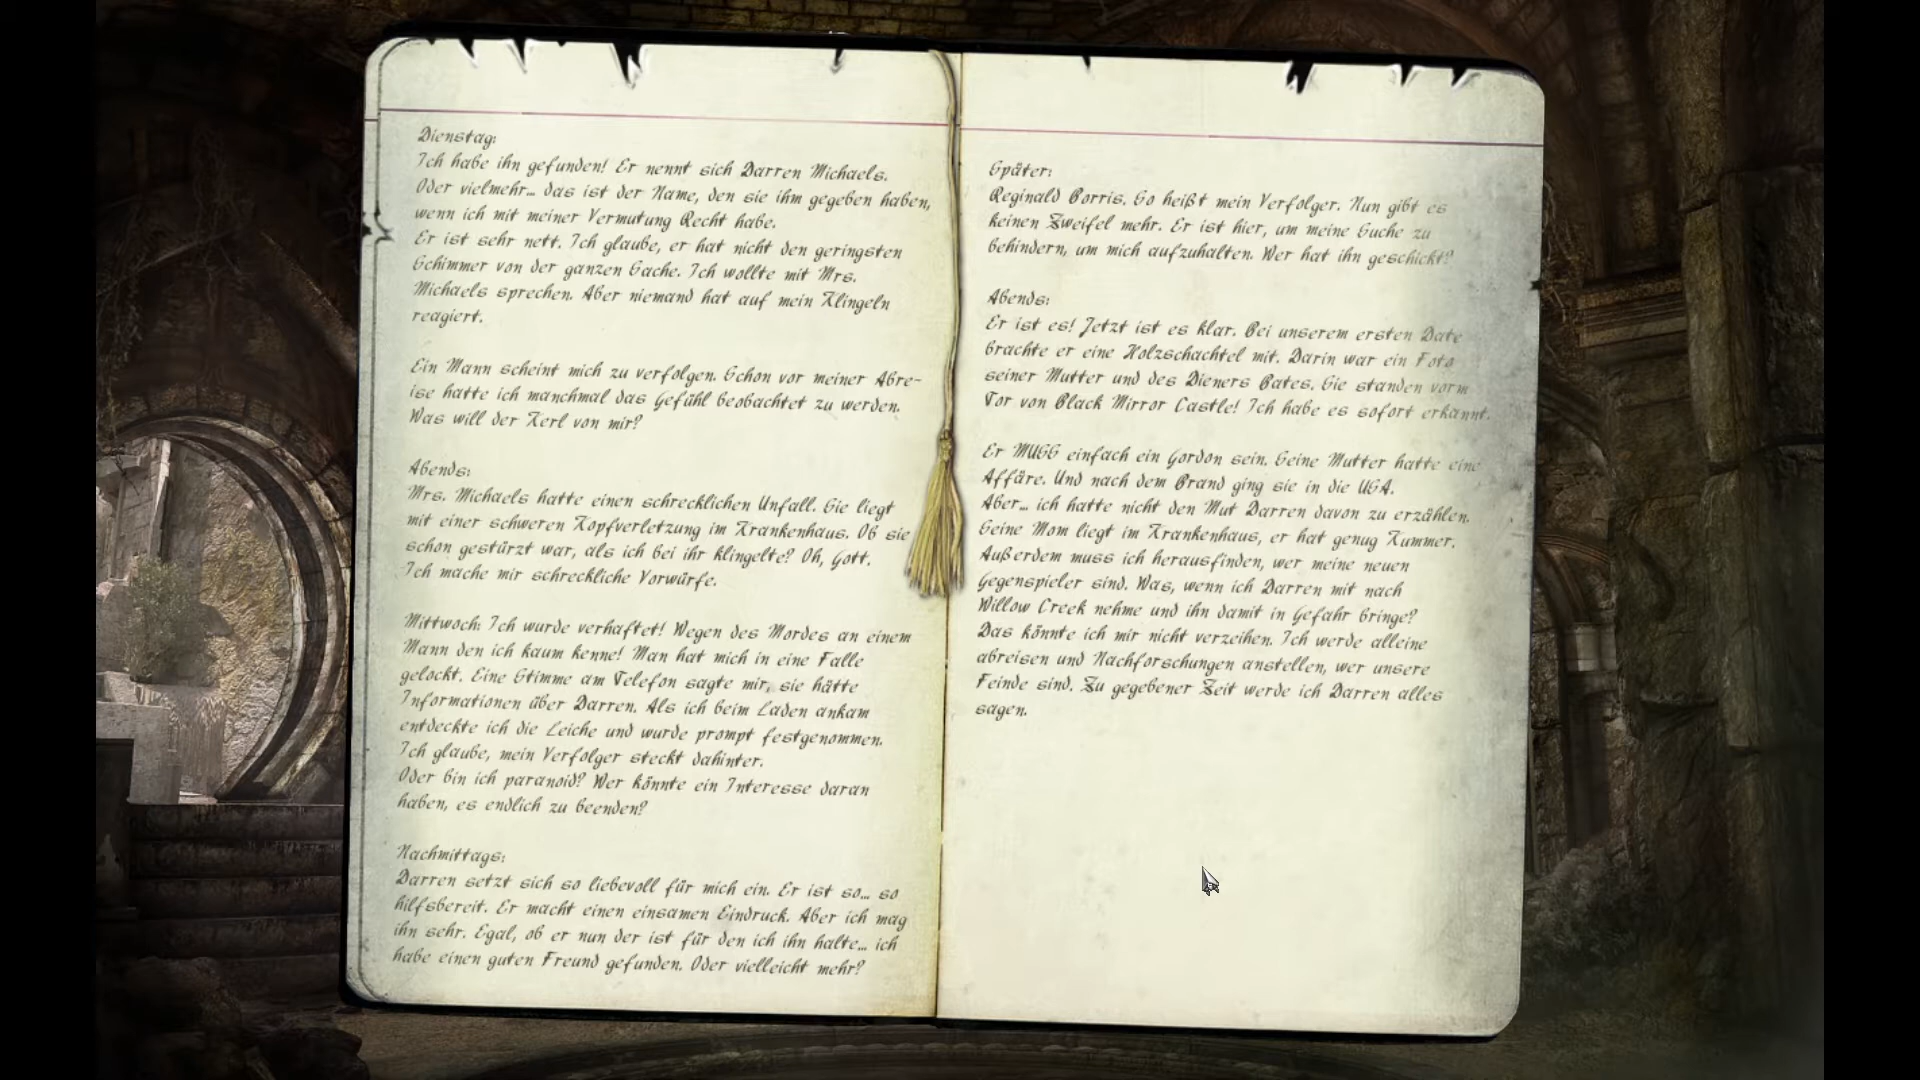 Dienstag:
Ich habe ihn gefunden! Er nennt sich Darren Michaels.
Oder vielmehr... das ist der Name, den sie ihm gegeben haben,
wenn ich mit meiner Vermutung Recht habe.
Er ist sehr nett. Ich glaube, er hat nicht den geringsten
Schimmer von der ganzen Sache. Ich wollte mit Mrs.
Michaels sprechen. Aber niemand hat auf mein Klingeln
reagiert.
Ein Mann scheint mich zu verfolgen. Schon vor meiner Abre-
ise hatte ich manchmal das Gefühl beobachtet zu werden.
Was will der Kerl von mir?
Abends:
Mrs. Michaels hatte einen schrecklichen Unfall. Sie liegt
mit einer schweren Kopfverletzung im Krankenhaus. Ob sie
schon gestürzt war, als ich bei ihr klingelte? Oh, Gott.
Ich mache mir schreckliche Vorwürfe.
Mittwoch: Ich wurde verhaftet! Wegen des Mordes an einem
Mann den ich kaum kenne! Man hat mich in eine Falle
gelockt. Eine Stimme am Telefon sagte mir, sie hätte
Informationen über Darren. Als ich beim Laden ankam
entdeckte ich die Leiche und wurde prompt festgenommen.
Ich glaube, mein Verfolger steckt dahinter.
Oder bin ich paranoid? Wer könnte ein Interesse daran
haben, es endlich zu beenden?
Nachmittags:
Darren setzt sich so liebevoll für mich ein. Er ist so... so
hilfsbereit. Er macht einen einsamen Eindruck. Aber ich mag
ihn sehr. Egal, ob er nun der ist für den ich ihn halte... ich
habe einen guten Freund gefunden. Oder vielleicht mehr?
Später:
Reginald Borris. So heißt mein Verfolger. Nun gibt es
keinen Zweifel mehr. Er ist hier, um meine Suche zu
behindern, um mich aufzuhalten. Wer hat ihn geschickt?
Abends:
Er ist es! Jetzt ist es klar. Bei unserem ersten Date
brachte er eine Holzschachtel mit. Darin war ein Foto
seiner Mutter und des Dieners Bates. Sie standen vorm
Tor von Black Mirror Castle! Ich habe es sofort erkannt.
Er MUSS einfach ein Gordon sein. Seine Mutter hatte eine
Affäre. Und nach dem Brand ging sie in die USA.
Aber... ich hatte nicht den Mut Darren davon zu erzählen.
Seine Mom liegt im Krankenhaus, er hat genug Kummer.
Außerdem muss ich herausfinden, wer meine neuen
Gegenspieler sind. Was, wenn ich Darren mit nach
Willow Creek nehme und ihn damit in Gefahr bringe?
Das könnte ich mir nicht verzeihen. Ich werde alleine
abreisen und Nachforschungen anstellen, wer unsere
Feinde sind. Zu gegebener Zeit werde ich Darren alles
sagen.